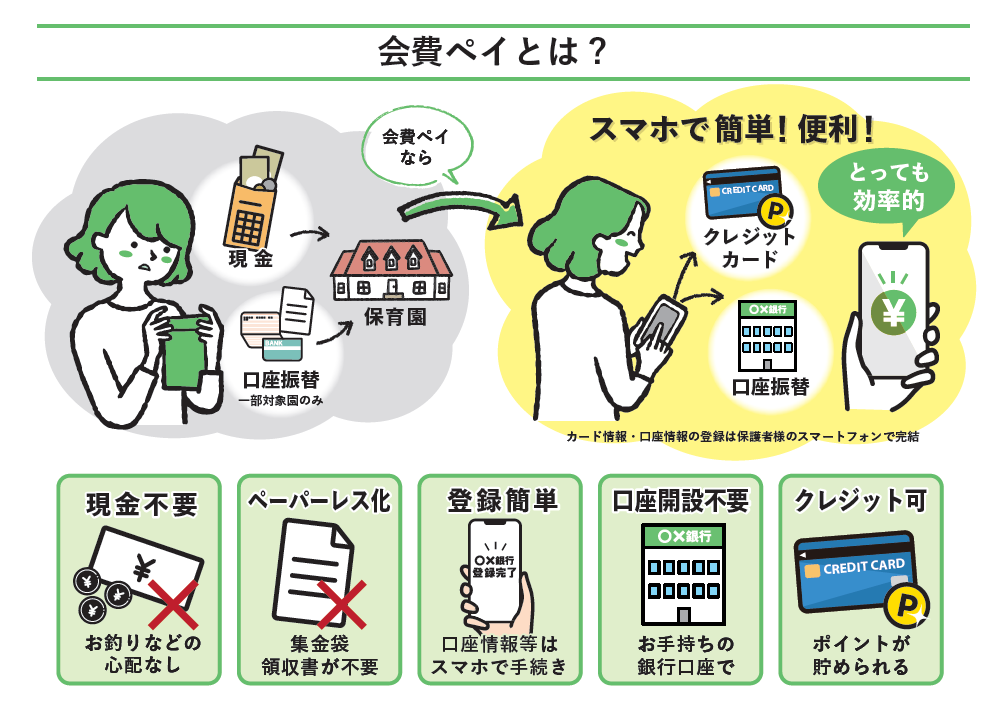 会費ペイとは？
会費ペイ
なら
スマホで簡単！便利！
とっても
効率的
現金
保育園
BANK
口座振替
一部対象園のみ
CREDIT CARD
P
クレジット
カード
〇×銀行
口座振替
¥
カード情報・口座情報の登録は保護者様のスマートフォンで完結
現金不要
¥
¥
¥
¥
お釣りなどの
心配なし
ペーパーレス化
集金袋
領収書が不要
登録簡単
〇×銀行
登録完了
口座情報等は
スマホで手続き
口座開設不要
〇×銀行
お手持ちの
銀行口座で
クレジット可
CREDIT CARD
P
ポイントが
貯められる